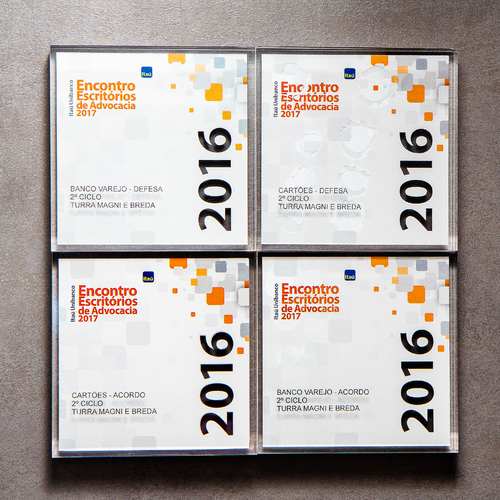 Itaú
Itaú Unibanco
Encontro
Escritórios
de Advocacia
2017
2016
BANCO VAREJO - DEFESA
2º CICLO
TURRA MAGNI E BREDA
Itaú
Itaú Unibanco
Encontro
Escritórios
de Advocacia
2017
2016
CARTÕES - DEFESA
2º CICLO
TURRA MAGNI E BREDA
Itaú
Itaú Unibanco
Encontro
Escritórios
de Advocacia
2017
2016
CARTÕES - ACORDO
2º CICLO
TURRA MAGNI E BREDA
Itaú
Itaú Unibanco
Encontro
Escritórios
de Advocacia
2017
2016
BANCO VAREJO - ACORDO
2º CICLO
TURRA MAGNI E BREDA